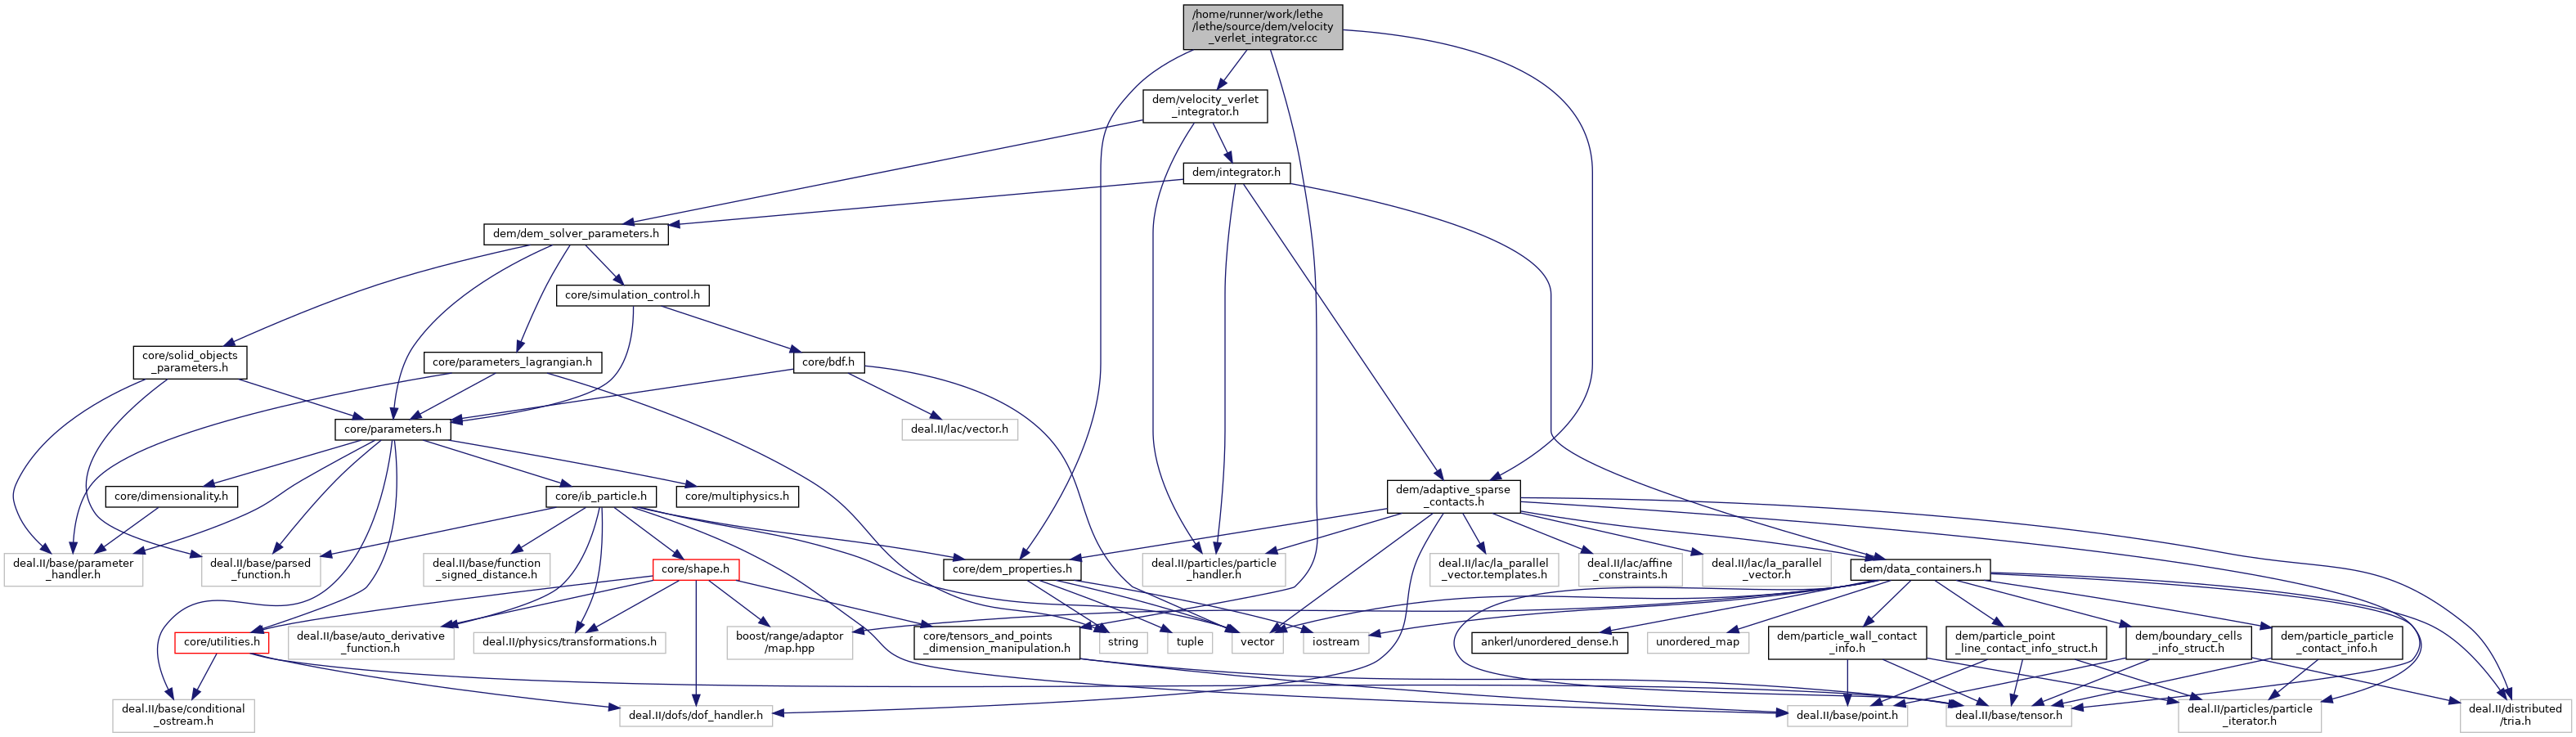 /home/runner/work/lethe
/lethe/source/dem/velocity
_verlet_integrator.cc
dem/velocity_verlet
_integrator.h
dem/integrator.h
dem/dem_solver_parameters.h
core/simulation_control.h
core/solid_objects
_parameters.h
core/parameters_lagrangian.h
core/bdf.h
core/parameters.h
deal.II/lac/vector.h
core/dimensionality.h
core/ib_particle.h
core/multiphysics.h
dem/adaptive_sparse
_contacts.h
deal.II/base/parameter
_handler.h
deal.II/base/parsed
_function.h
deal.II/base/function
_signed_distance.h
core/shape.h
core/dem_properties.h
deal.II/particles/particle
_handler.h
deal.II/lac/la_parallel
_vector.templates.h
deal.II/lac/affine
_constraints.h
deal.II/lac/la_parallel
_vector.h
dem/data_containers.h
core/utilities.h
deal.II/base/auto_derivative
_function.h
deal.II/physics/transformations.h
boost/range/adaptor
/map.hpp
core/tensors_and_points
_dimension_manipulation.h
string
tuple
vector
iostream
ankerl/unordered_dense.h
unordered_map
dem/particle_wall_contact
_info.h
dem/particle_point
_line_contact_info_struct.h
dem/boundary_cells
_info_struct.h
dem/particle_particle
_contact_info.h
deal.II/base/conditional
_ostream.h
deal.II/dofs/dof_handler.h
deal.II/base/point.h
deal.II/base/tensor.h
deal.II/particles/particle
_iterator.h
deal.II/distributed
/tria.h